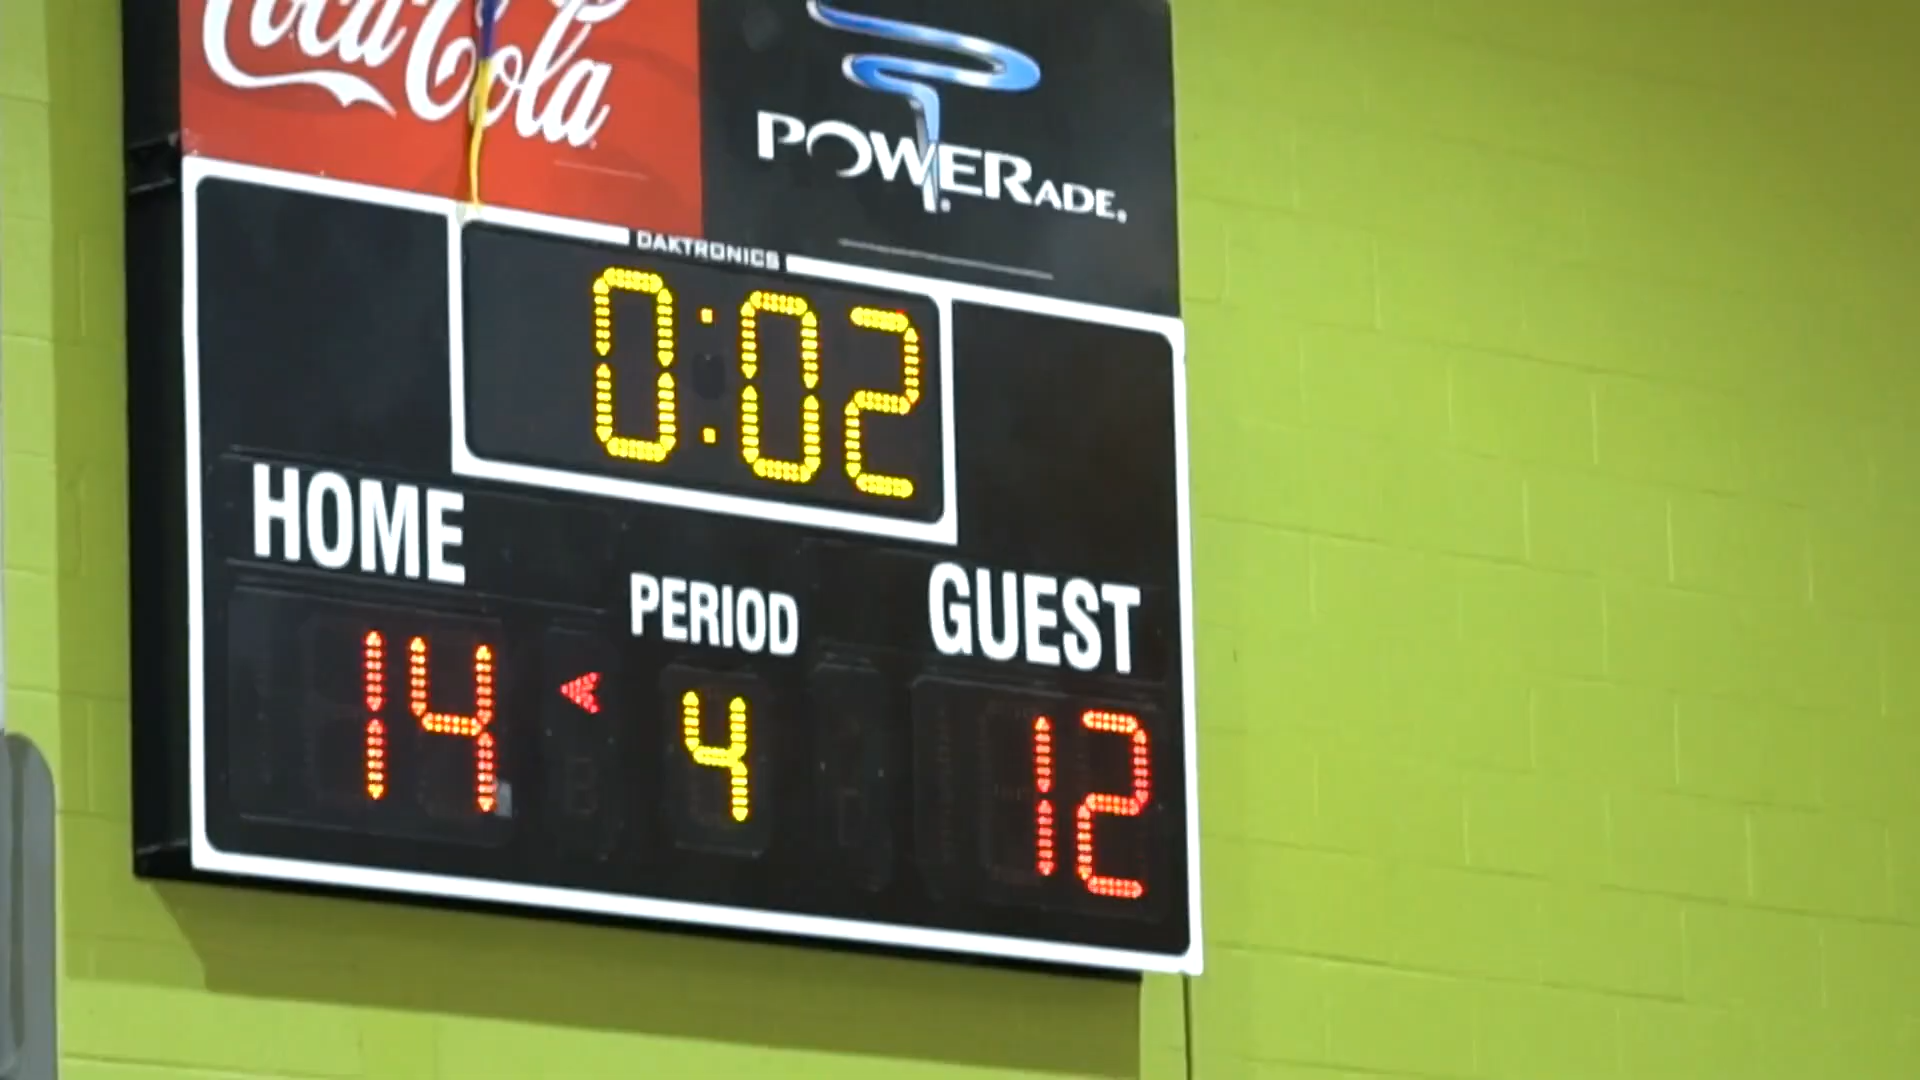 Coca-Cola
POWERADE.
DAKTRONICS
0:02
HOME
PERIOD
GUEST
14
4
12